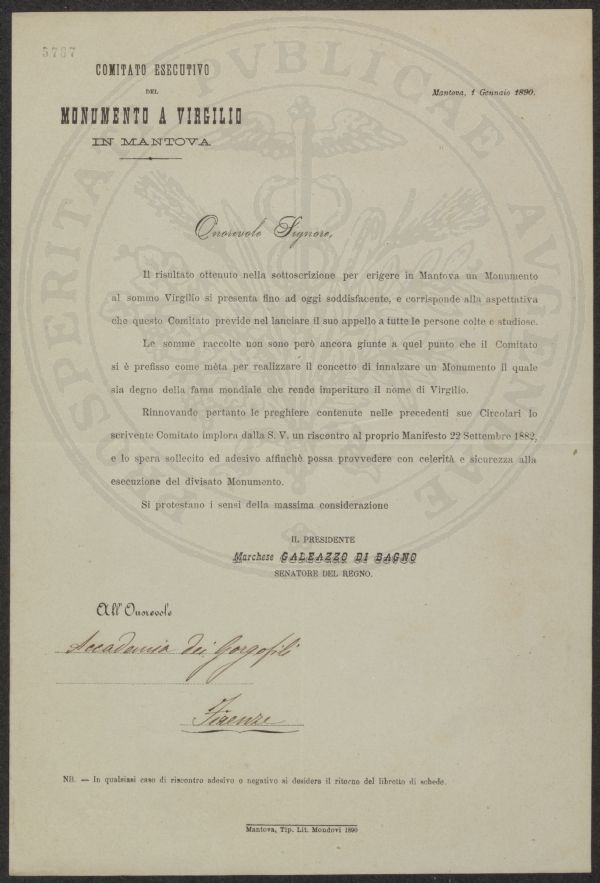 3787
COMITATO ESECUTIVO
DEL
MONUMENTO A VIRGILIO
IN MANTOVA
Mantova, 1 Gennaio 1890.
PROSPERITATI PVBLICAE AVGENDAE
Onorevole Signore,
Il risultato ottenuto nella sottoscrizione per erigere in Mantova un Monumento
al sommo Virgilio si presenta fino ad oggi soddisfacente, e corrisponde alla aspettativa
che questo Comitato previde nel lanciare il suo appello a tutte le persone colte e studiose.
Le somme raccolte non sono però ancora giunte a quel punto che il Comitato
si è prefisso come mèta per realizzare il concetto di innalzare un Monumento il quale
sia degno della fama mondiale che rende imperituro il nome di Virgilio.
Rinnovando pertanto le preghiere contenute nelle precedenti sue Circolari lo
scrivente Comitato implora dalla S. V. un riscontro al proprio Manifesto 22 Settembre 1882,
e lo spera sollecito ed adesivo affinchè possa provvedere con celerità e sicurezza alla
esecuzione del divisato Monumento.
Si protestano i sensi della massima considerazione
IL PRESIDENTE
Marchese GALEAZZO DI BAGNO
SENATORE DEL REGNO.
All' Onorevole
Accademia dei Gorgofili
Firenze
NB. — In qualsiasi caso di riscontro adesivo o negativo si desidera il ritorno del libretto di schede.
Mantova, Tip. Lit. Mondovi 1890